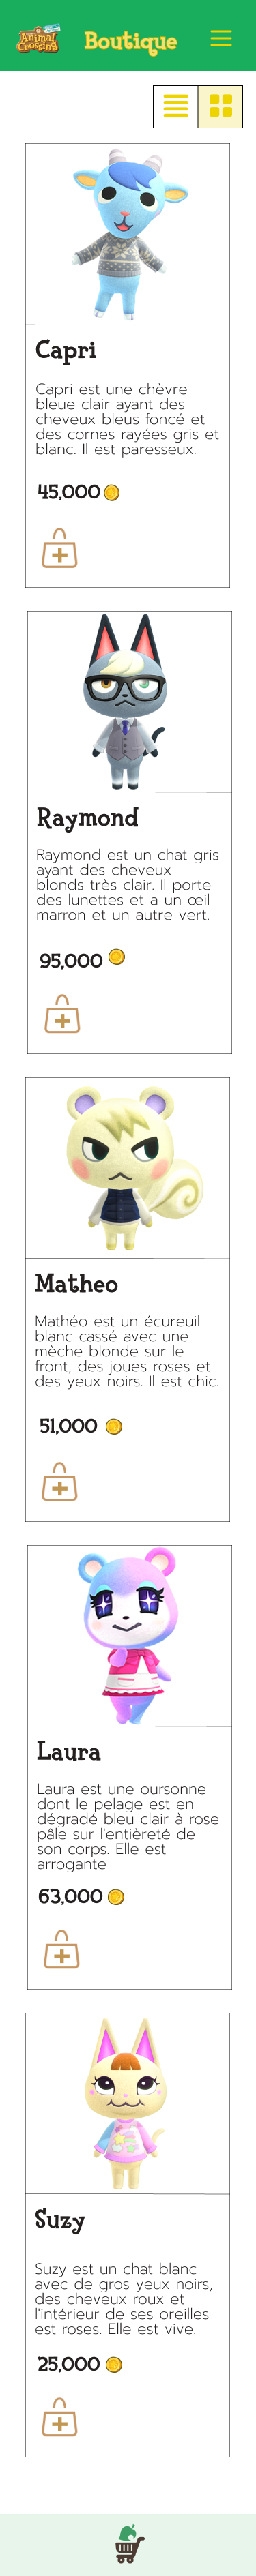 Animal
Crossing
Boutique
Capri
Capri est une chèvre
bleue clair ayant des
cheveux bleus foncé et
des cornes rayées gris et
blanc. Il est paresseux.
45,000
Raymond
Raymond est un chat gris
ayant des cheveux
blonds très clair. Il porte
des lunettes et a un œil
marron et un autre vert.
95,000
Matheo
Mathéo est un écureuil
blanc cassé avec une
mèche blonde sur le
front, des joues roses et
des yeux noirs. Il est chic.
51,000
Laura
Laura est une oursonne
dont le pelage est en
dégradé bleu clair à rose
pâle sur l'entièreté de
son corps. Elle est
arrogante
63,000
Suzy
Suzy est un chat blanc
avec de gros yeux noirs,
des cheveux roux et
l'intérieur de ses oreilles
est roses. Elle est vive.
25,000